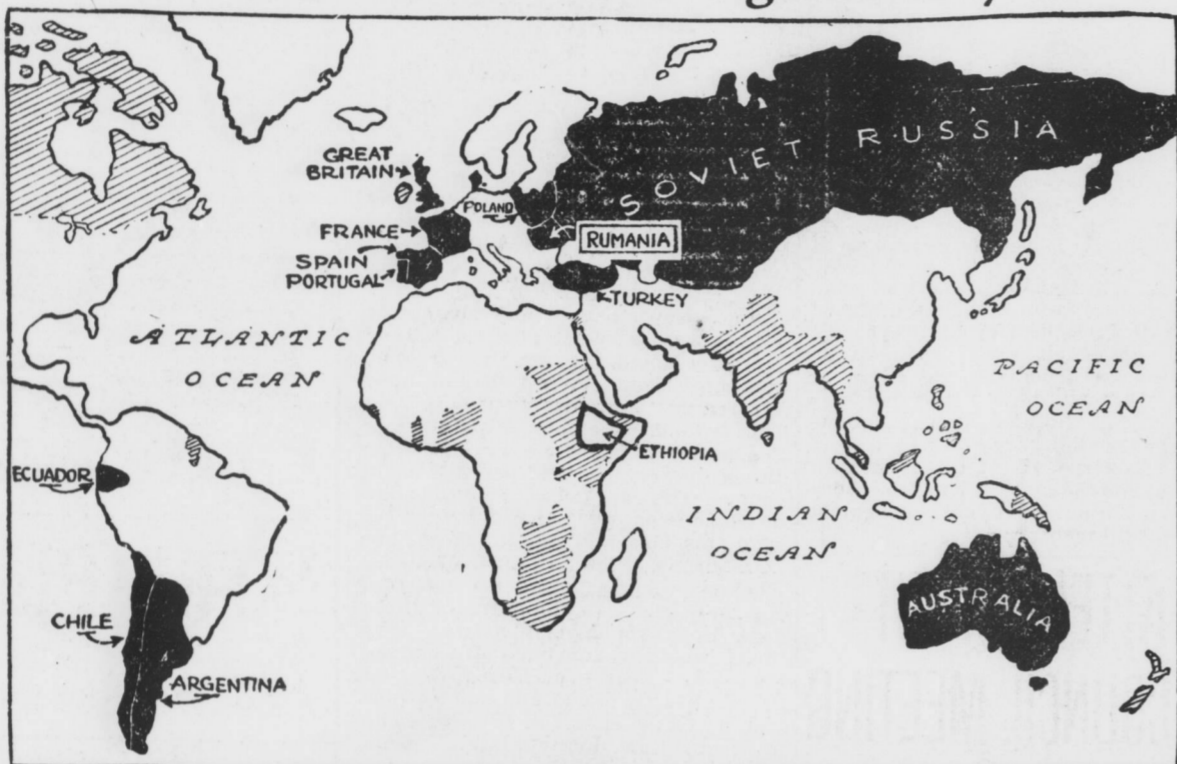 GREAT
BRITAIN
POLAND
SOVIET RUSSIA
FRANCE
RUMANIA
SPAIN
PORTUGAL
TURKEY
ATLANTIC
OCEAN
PACIFIC
OCEAN
ECUADOR
ETHIOPIA
INDIAN
OCEAN
AUSTRALIA
CHILE
ARGENTINA